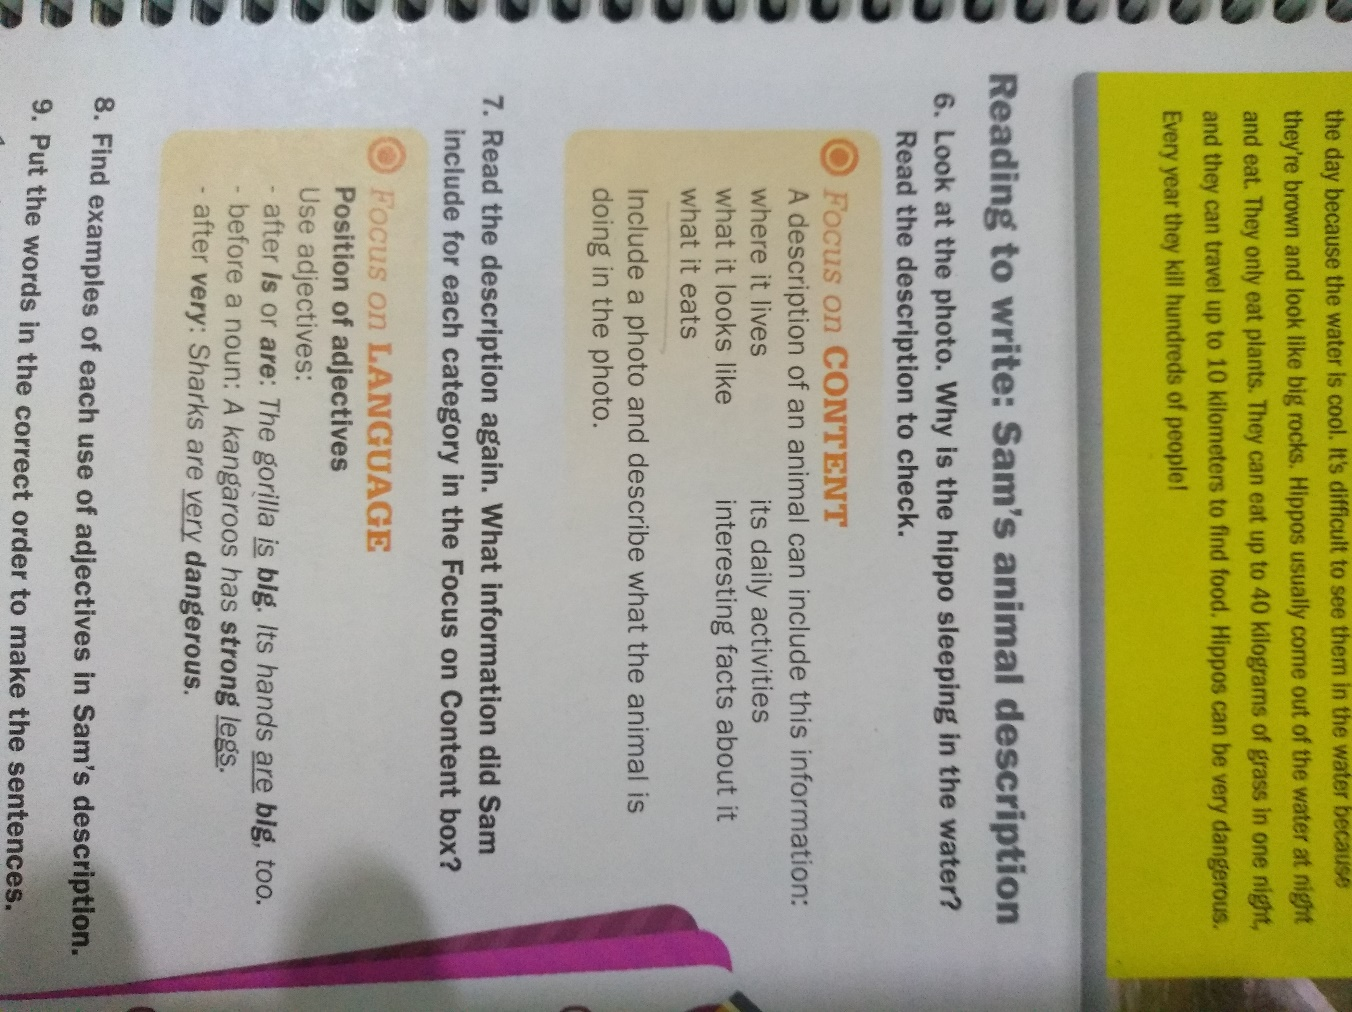 the day because the water is cool. It's difficult to see them in the water because
they're brown and look like big rocks. Hippos usually come out of the water at night
and eat. They only eat plants. They can eat up to 40 kilograms of grass in one night,
and they can travel up to 10 kilometers to find food. Hippos can be very dangerous.
Every year they kill hundreds of people!
Reading to write: Sam's animal description
6. Look at the photo. Why is the hippo sleeping in the water?
Read the description to check.
Focus on CONTENT
A description of an animal can include this information:
where it lives its daily activities
what it looks like interesting facts about it
what it eats
Include a photo and describe what the animal is
doing in the photo.
7. Read the description again. What information did Sam
include for each category in the Focus on Content box?
Focus on LANGUAGE
Position of adjectives
Use adjectives:
- after is or are: The gorilla is big. Its hands are big, too.
- before a noun: A kangaroos has strong legs.
- after very: Sharks are very dangerous.
8. Find examples of each use of adjectives in Sam's description.
9. Put the words in the correct order to make the sentences.